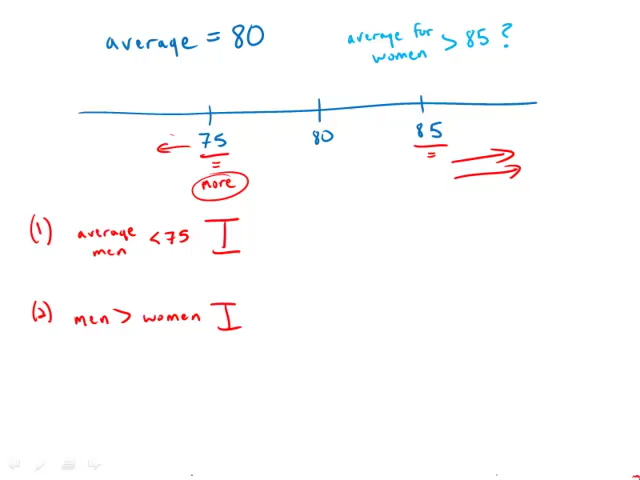 average = 80
average for
women > 85 ?
75
80
85
=
=
more
(1) average
men < 75 I
(2) men > women I